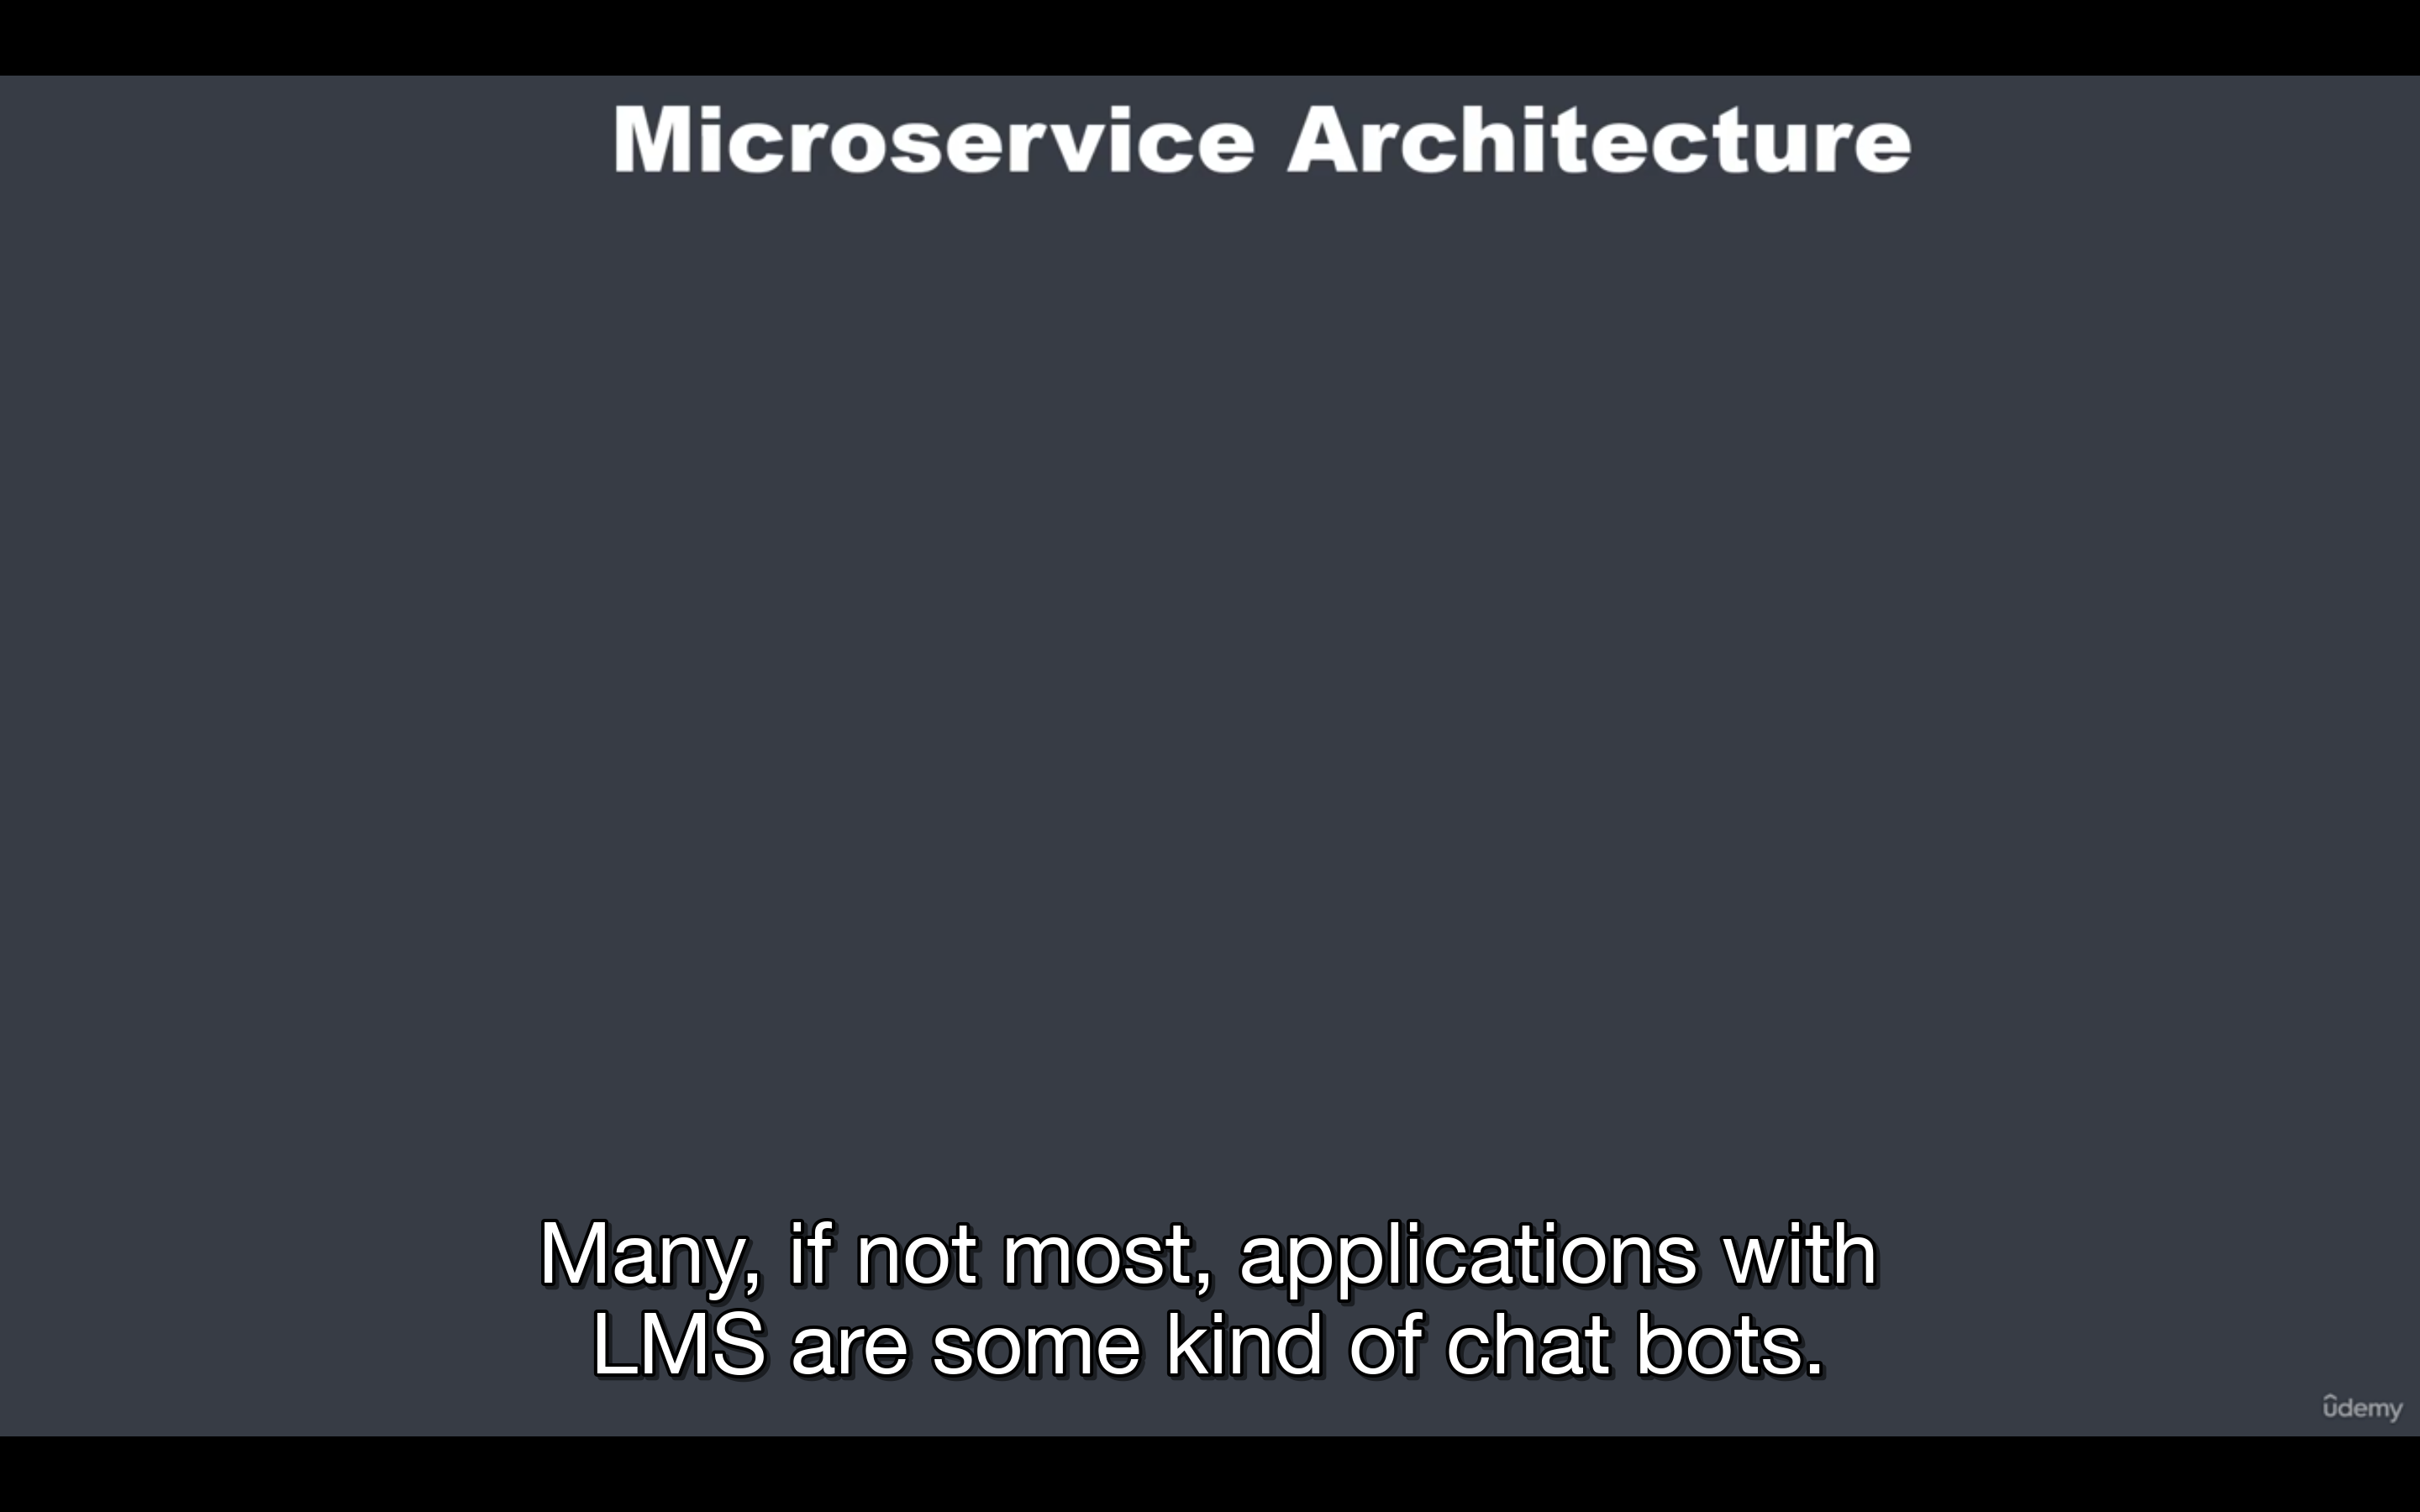 Microservice Architecture
Many, if not most, applications with
LMS are some kind of chat bots.
ûdemy